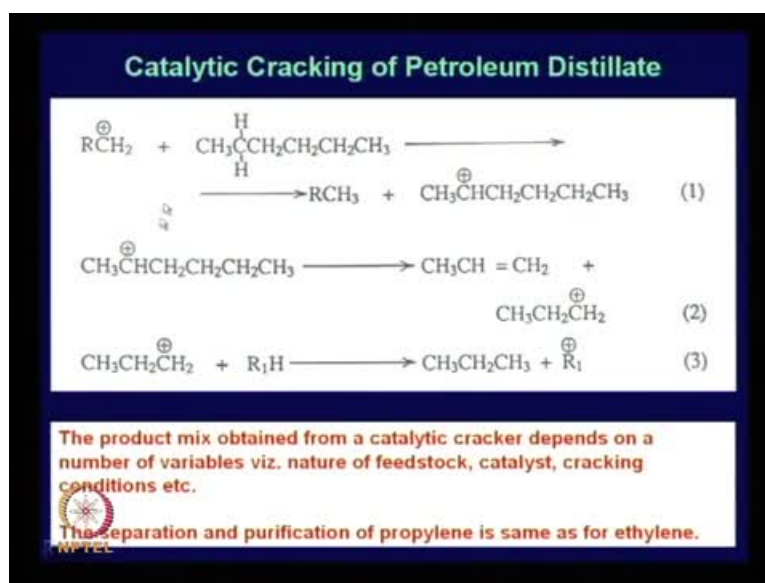 Catalytic Cracking of Petroleum Distillate
H
⊕
RCH₂ + CH₃CCH₂CH₂CH₂CH₃ ⟶
H
⟶ RCH₃ + CH₃CHCH₂CH₂CH₂CH₃ (1)
⊕
⊕
CH₃CHCH₂CH₂CH₂CH₃ ⟶ CH₃CH = CH₂ +
⊕
CH₃CH₂CH₂ (2)
⊕ ⊕
CH₃CH₂CH₂ + R₁H ⟶ CH₃CH₂CH₃ + R₁ (3)
The product mix obtained from a catalytic cracker depends on a
number of variables viz. nature of feedstock, catalyst, cracking
conditions etc.
The separation and purification of propylene is same as for ethylene.
NPTEL